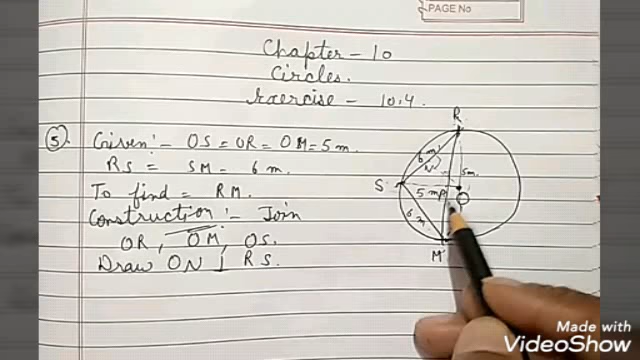 PAGE No
Chapter - 10
Circles.
Exercise - 10.4.
(5) Given:- OS = OR = OM = 5 m.
RS = SM = 6 m.
To find = RM.
Construction:- Join
OR, OM, OS.
Draw ON ⊥ RS.
R
6 m
N
5m
S
5 m
P
O
6 m
M
Made with
VideoShow